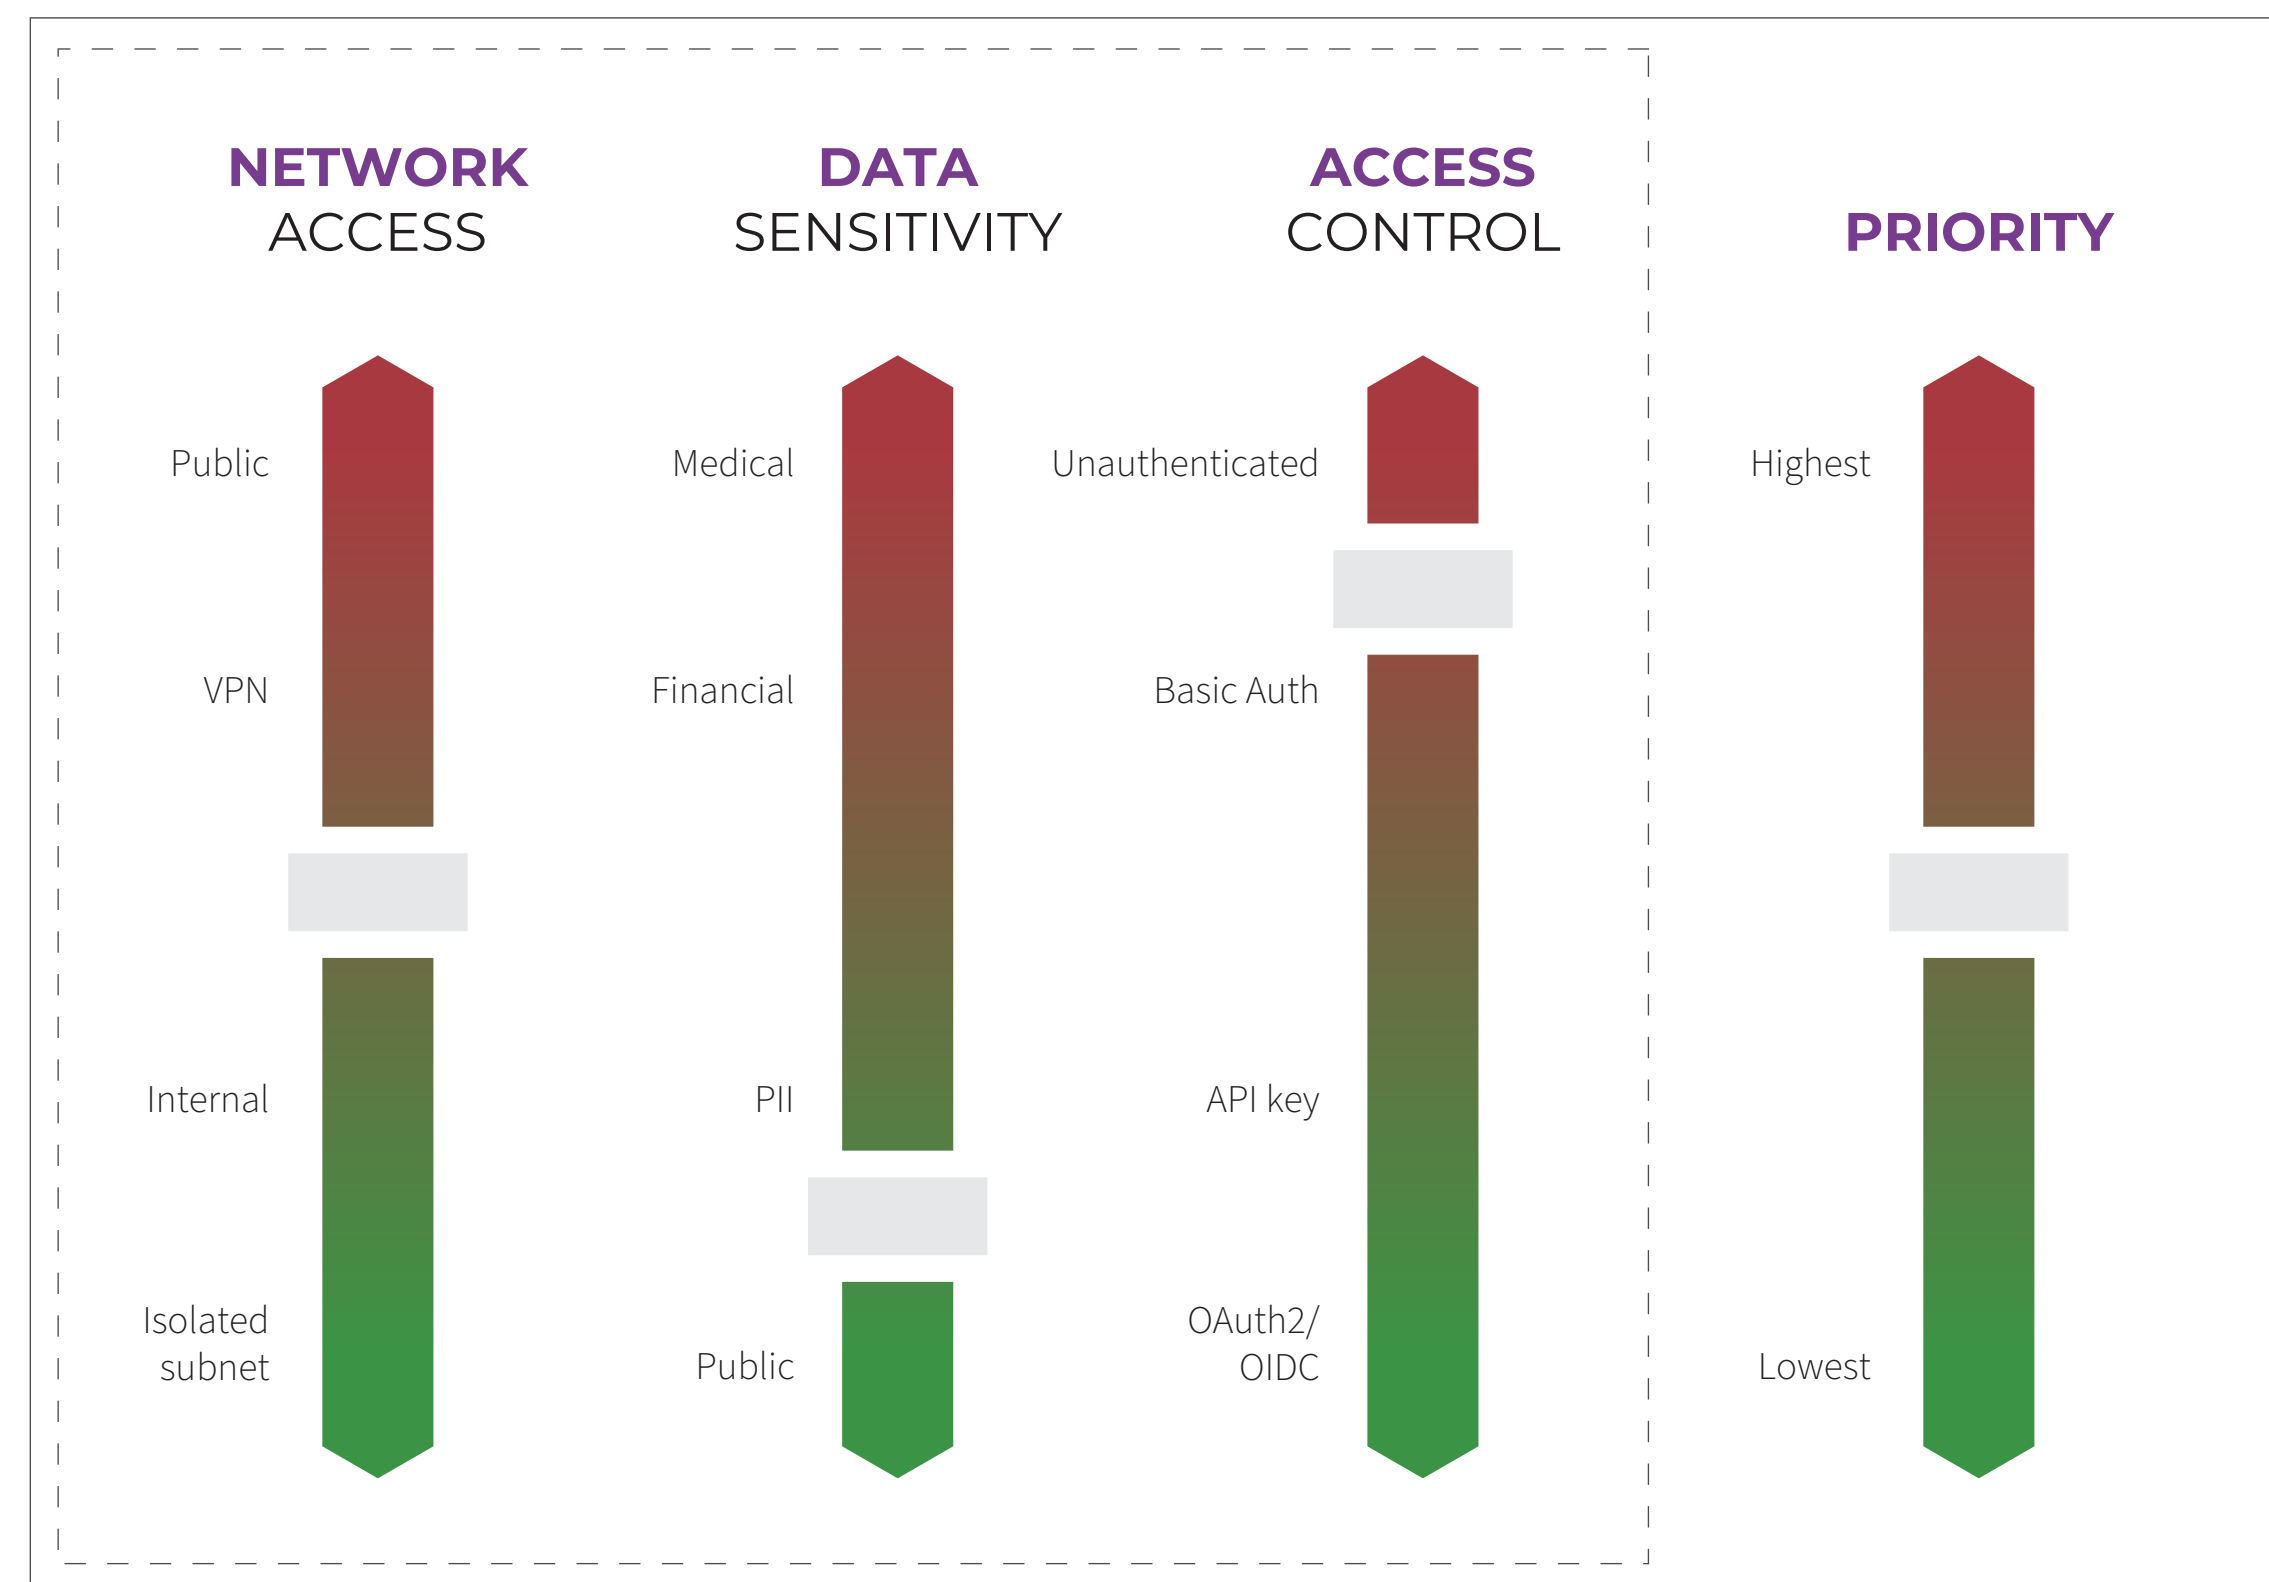 NETWORK
ACCESS
DATA
SENSITIVITY
ACCESS
CONTROL
PRIORITY
Public
VPN
Internal
Isolated
subnet
Medical
Financial
PII
Public
Unauthenticated
Basic Auth
API key
OAuth2/
OIDC
Highest
Lowest